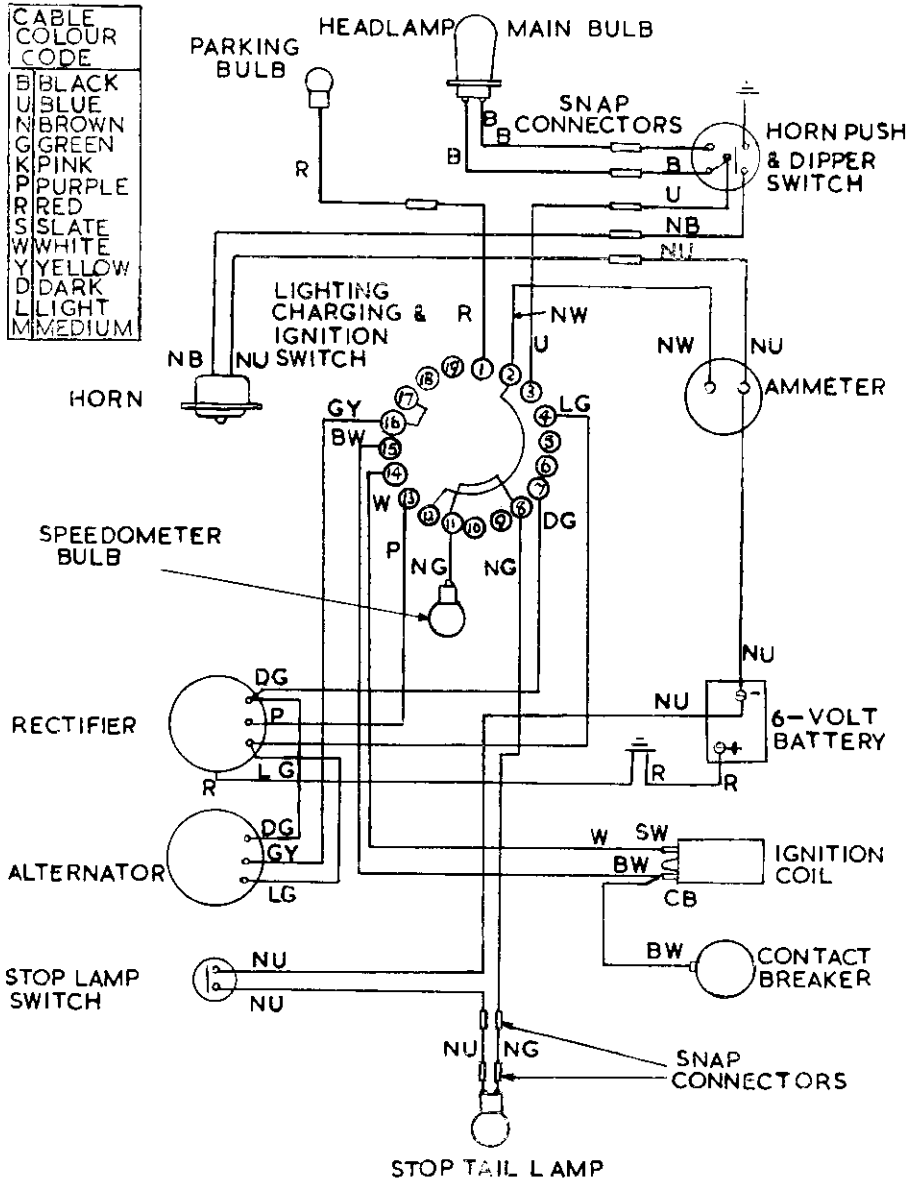 CABLE
COLOUR
CODE
B BLACK
U BLUE
N BROWN
G GREEN
K PINK
P PURPLE
R RED
S SLATE
W WHITE
Y YELLOW
D DARK
L LIGHT
M MEDIUM
PARKING
BULB
HEADLAMP MAIN BULB
SNAP
CONNECTORS
HORN PUSH
& DIPPER
SWITCH
B
B
B
B
R
U
NB
NU
LIGHTING
CHARGING &
IGNITION
SWITCH
R
NW
U
NW
NU
NB
NU
HORN
AMMETER
1
2
3
4
5
6
7
8
9
10
11
12
13
14
15
16
17
18
19
GY
BW
LG
W
P
DG
NG
NG
SPEEDOMETER
BULB
NU
DG
P
LG
R
RECTIFIER
NU
-
+
6-VOLT
BATTERY
R
R
DG
GY
LG
ALTERNATOR
W
SW
BW
CB
IGNITION
COIL
BW
CONTACT
BREAKER
STOP LAMP
SWITCH
NU
NU
NU
NG
SNAP
CONNECTORS
STOP TAIL LAMP